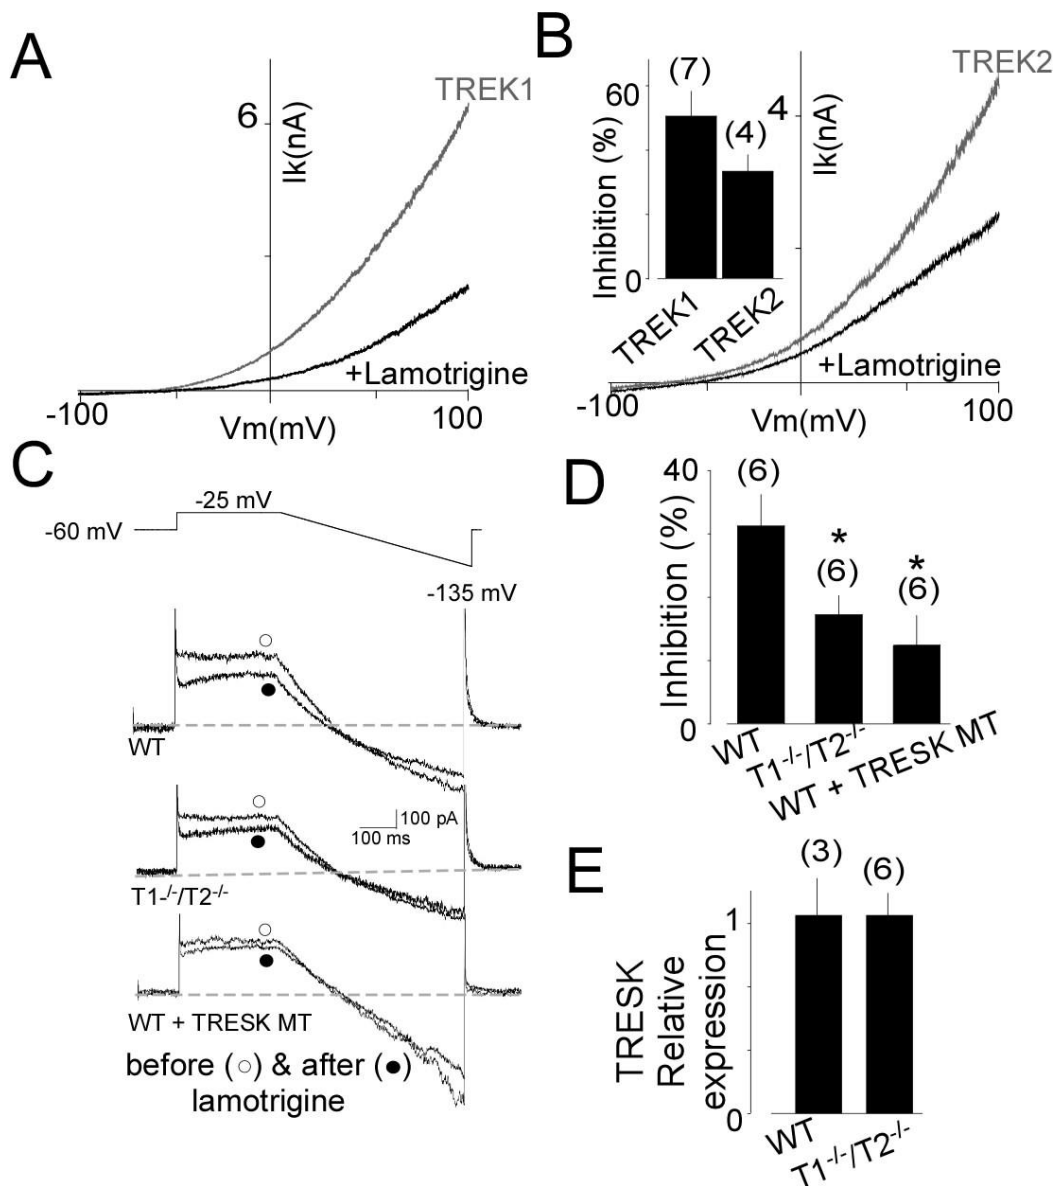 A
TREK1
6
Ik(nA)
+Lamotrigine
-100
Vm(mV)
100
B
TREK2
(7)
(4)
60
Inhibition (%)
0
TREK1
TREK2
4
Ik(nA)
+Lamotrigine
-100
Vm(mV)
100
C
-25 mV
-60 mV
-135 mV
WT
100 pA
100 ms
T1-/-/T2-/-
WT + TRESK MT
before (○) & after (●)
lamotrigine
D
40
(6)
*
(6)
*
(6)
Inhibition (%)
0
WT
T1-/-/T2-/-
WT + TRESK MT
E
(3)
(6)
1
TRESK
Relative
expression
0
WT
T1-/-/T2-/-